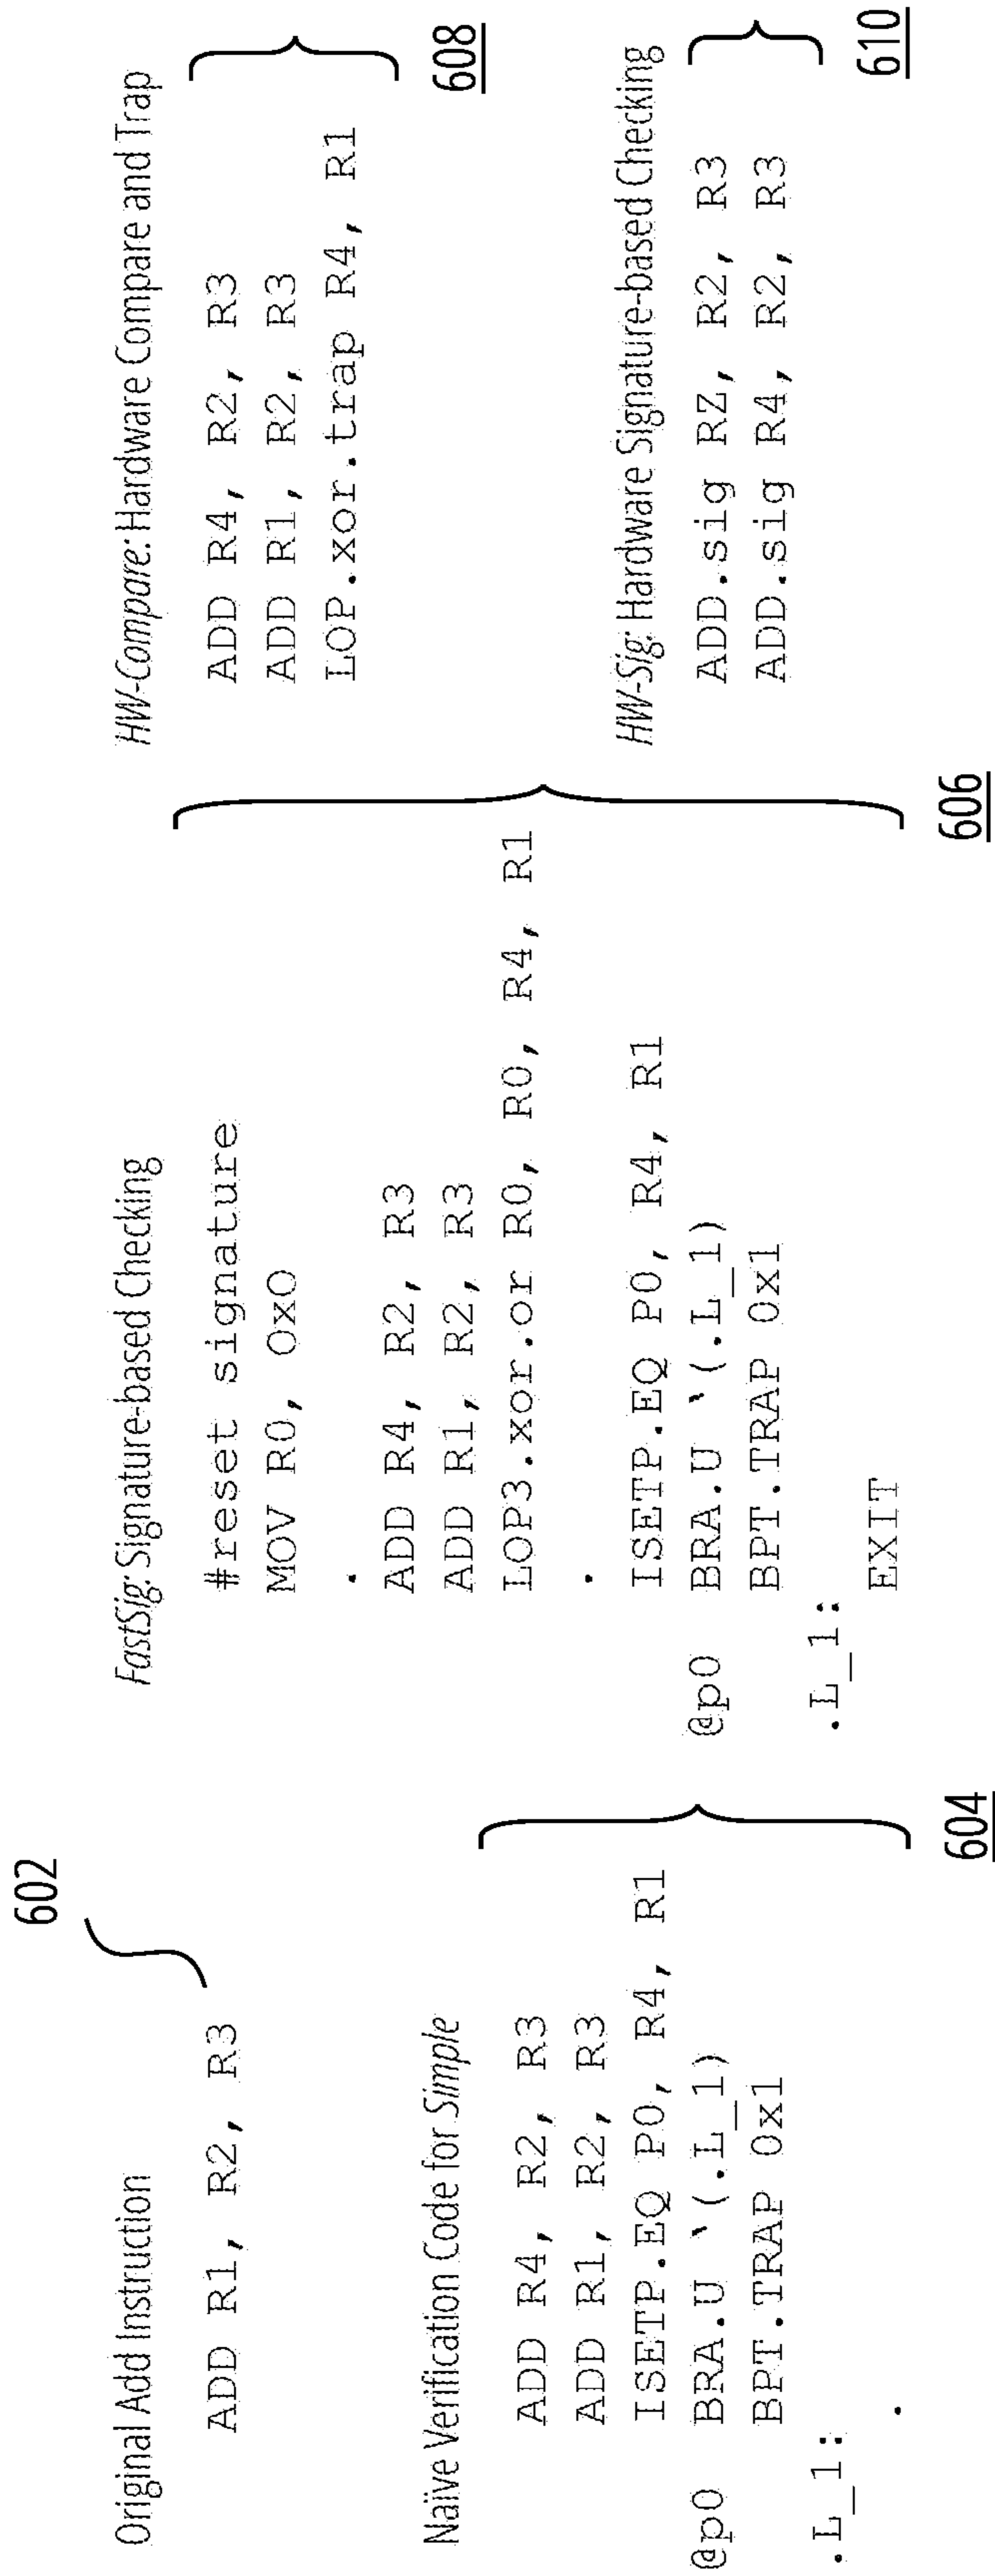 602
Original Add Instruction
ADD R1, R2, R3
Naïve Verification Code for Simple
ADD R4, R2, R3
ADD R1, R2, R3
ISETP.EQ P0, R4, R1
@p0 BRA.U `(.L_1)
BPT.TRAP 0x1
.L_1:
.
604
FastSig: Signature-based Checking
#reset signature
MOV R0, 0x0
.
ADD R4, R2, R3
ADD R1, R2, R3
LOP3.xor.or R0, R0, R4, R1
.
ISETP.EQ P0, R4, R1
@p0 BRA.U `(.L_1)
BPT.TRAP 0x1
.L_1:
EXIT
606
HW-Compare: Hardware Compare and Trap
ADD R4, R2, R3
ADD R1, R2, R3
LOP.xor.trap R4, R1
608
HW-Sig: Hardware Signature-based Checking
ADD.sig RZ, R2, R3
ADD.sig R4, R2, R3
610